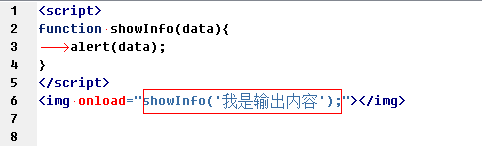 1 <script>
2 function showInfo(data){
3 alert(data);
4 }
5 </script>
6 <img onload="showInfo('我是输出内容');"></img>
7
8